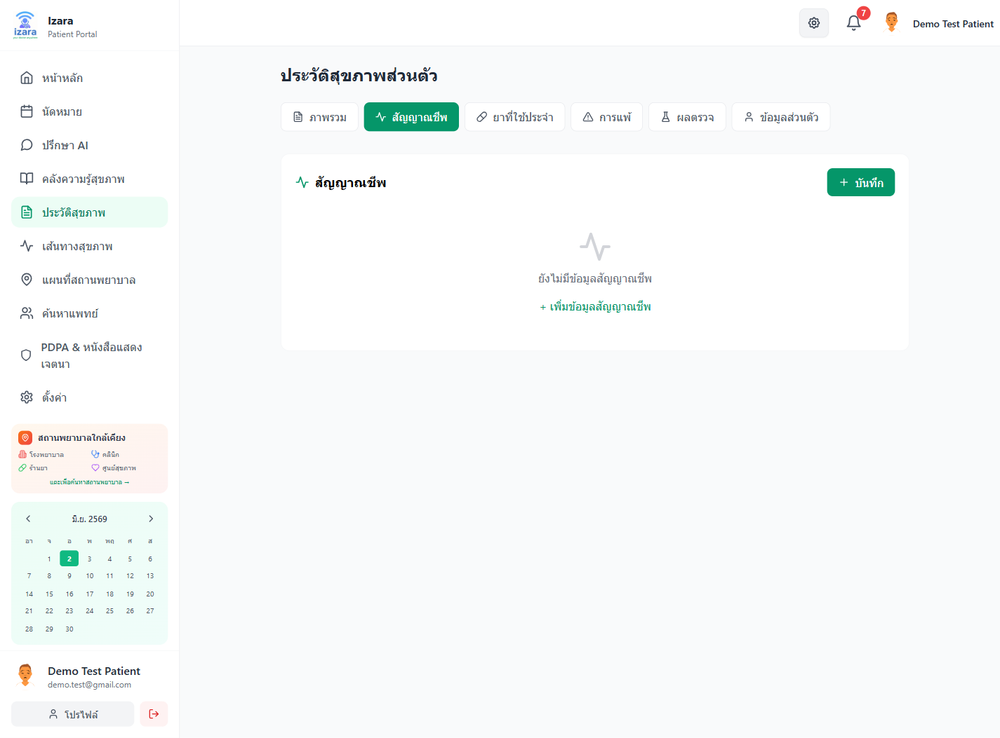 izara
Izara
Patient Portal
7
Demo Test Patient
หน้าหลัก
นัดหมาย
ปรึกษา AI
คลังความรู้สุขภาพ
ประวัติสุขภาพ
เส้นทางสุขภาพ
แผนที่สถานพยาบาล
ค้นหาแพทย์
PDPA & หนังสือแสดง
เจตนา
ตั้งค่า
สถานพยาบาลใกล้เคียง
โรงพยาบาล คลินิก
ร้านยา ศูนย์สุขภาพ
แตะเพื่อค้นหาสถานพยาบาล →
มิ.ย. 2569
อา จ อ พ พฤ ศ ส
1 2 3 4 5 6
7 8 9 10 11 12 13
14 15 16 17 18 19 20
21 22 23 24 25 26 27
28 29 30
Demo Test Patient
demo.test@gmail.com
โปรไฟล์
ประวัติสุขภาพส่วนตัว
ภาพรวม สัญญาณชีพ ยาที่ใช้ประจำ การแพ้ ผลตรวจ ข้อมูลส่วนตัว
สัญญาณชีพ
+ บันทึก
ยังไม่มีข้อมูลสัญญาณชีพ
+ เพิ่มข้อมูลสัญญาณชีพ